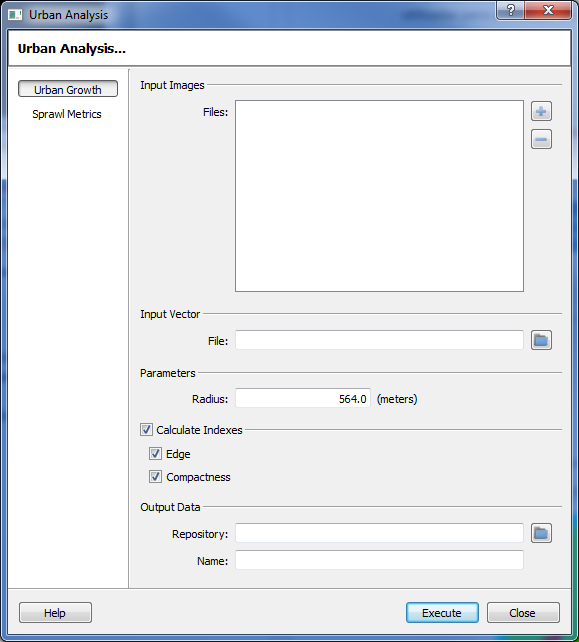 Urban Analysis
Urban Analysis...
Urban Growth
Sprawl Metrics
Input Images
Files:
Input Vector
File:
Parameters
Radius: 564.0 (meters)
Calculate Indexes
Edge
Compactness
Output Data
Repository:
Name:
Help Execute Close